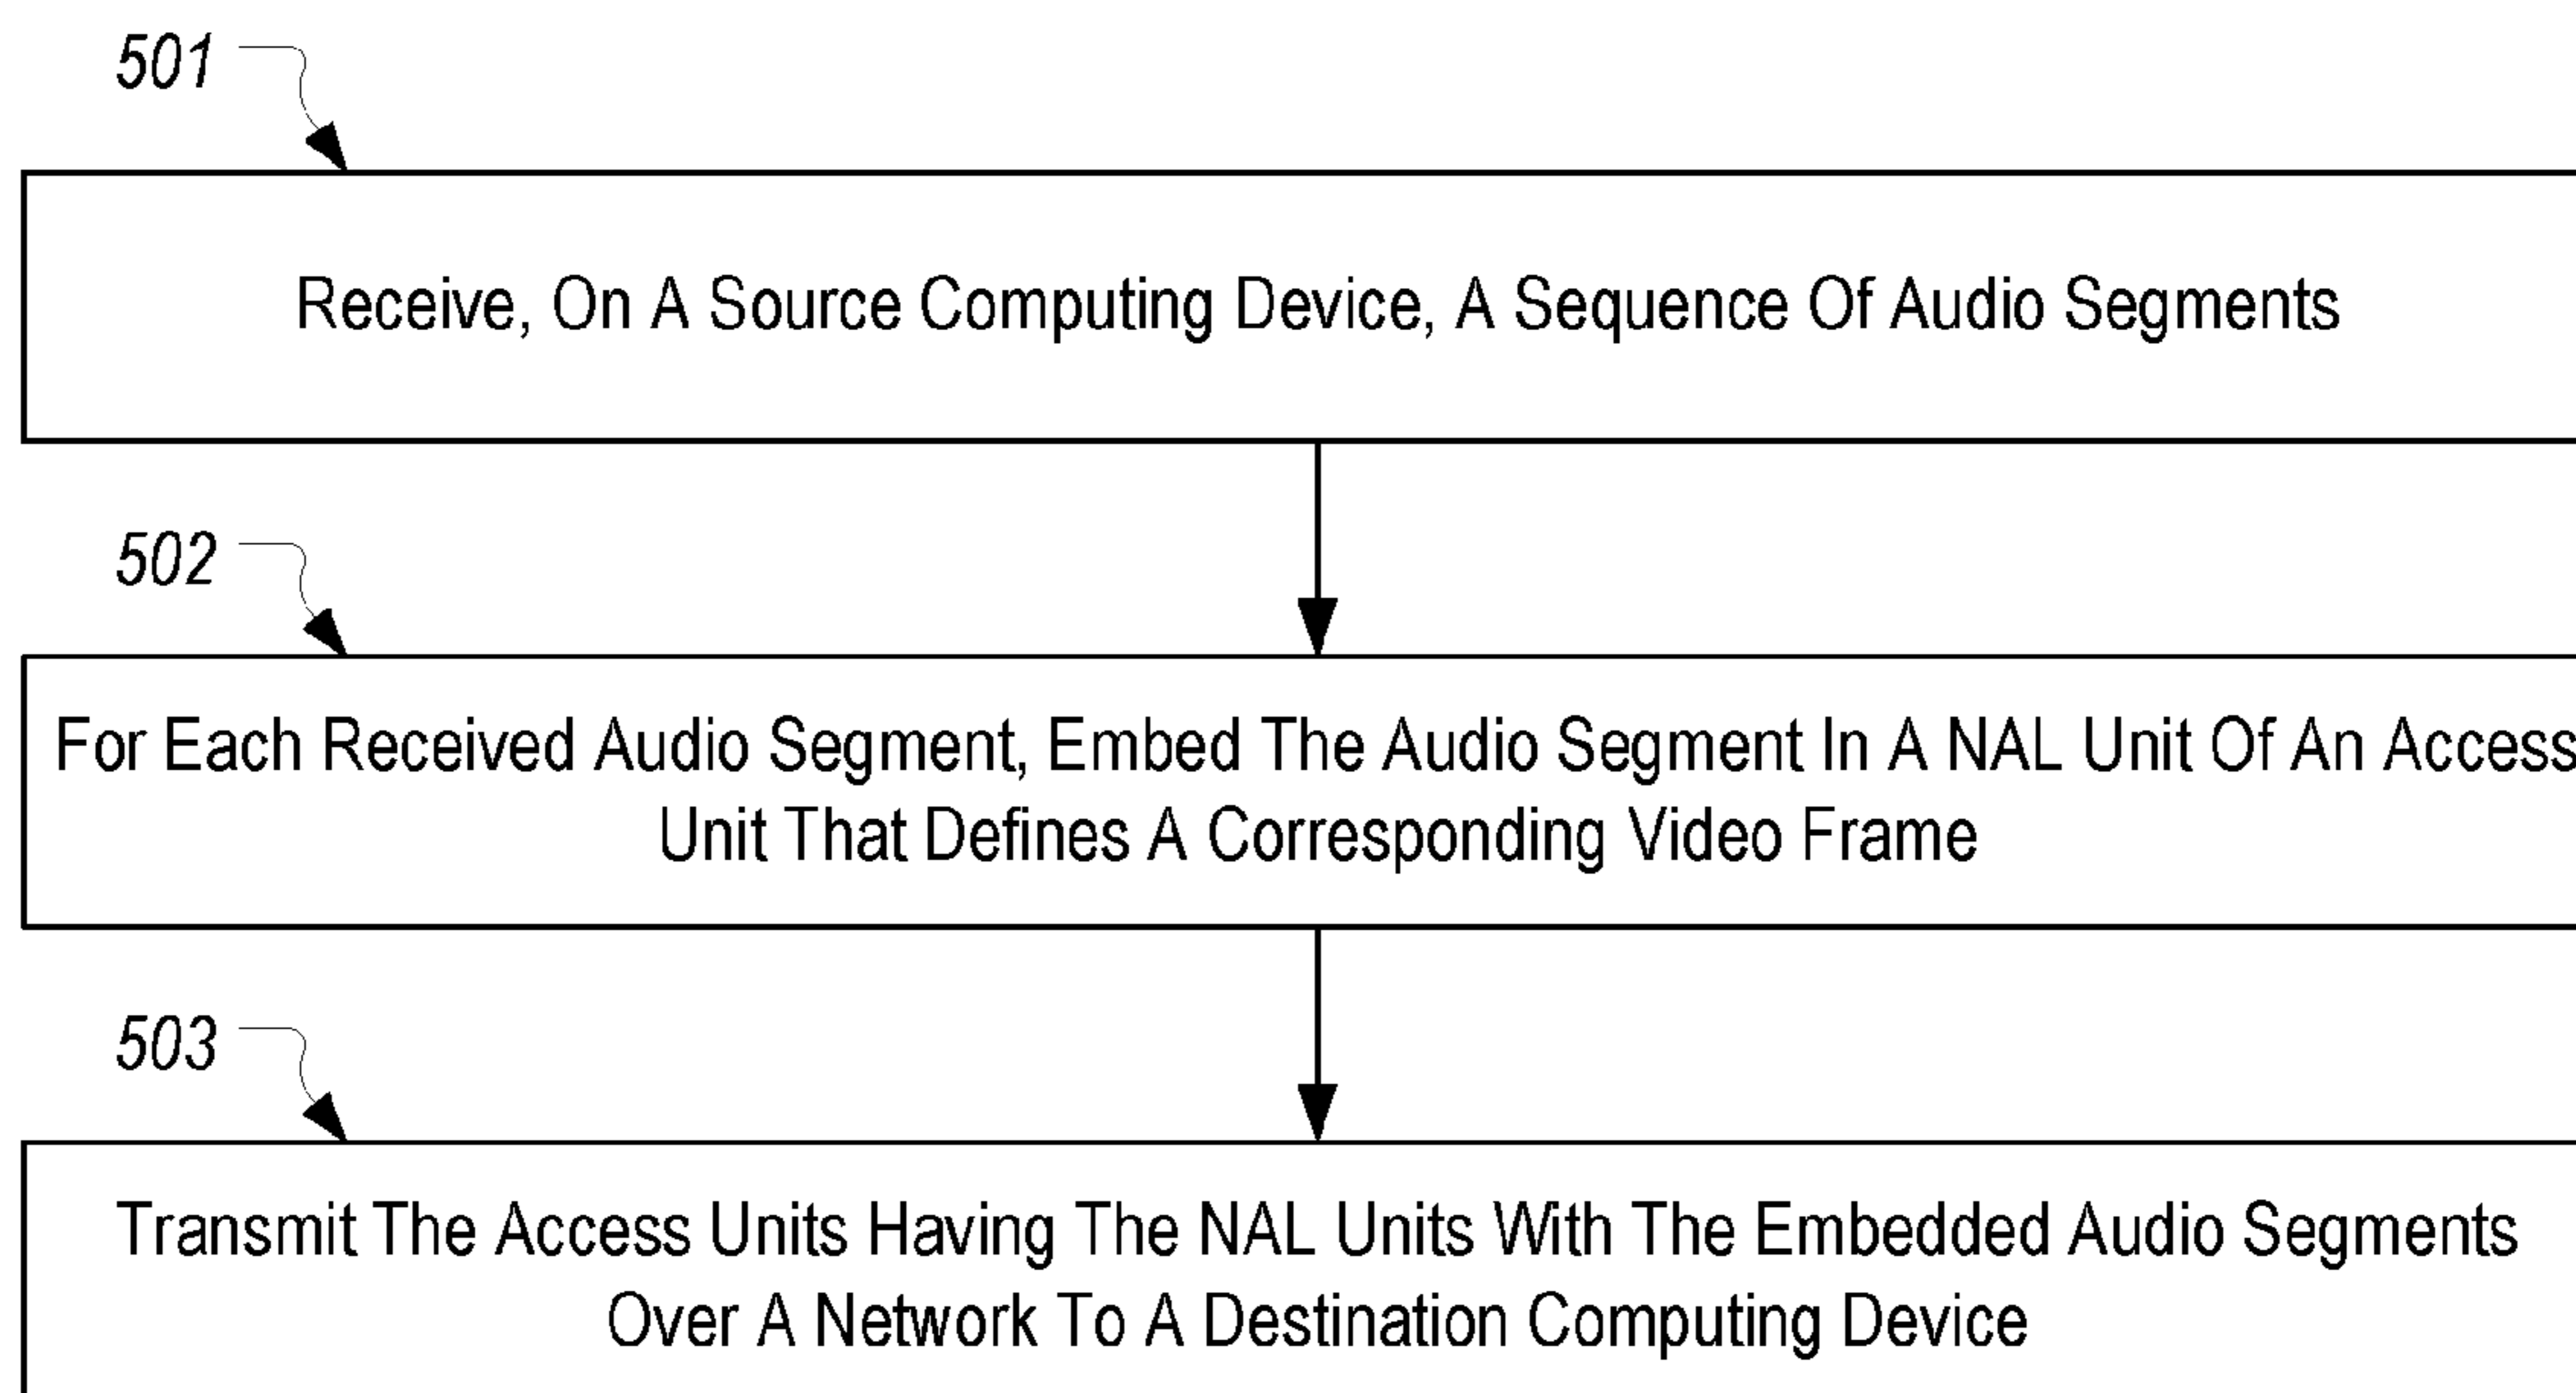 501
Receive, On A Source Computing Device, A Sequence Of Audio Segments
502
For Each Received Audio Segment, Embed The Audio Segment In A NAL Unit Of An Access
Unit That Defines A Corresponding Video Frame
503
Transmit The Access Units Having The NAL Units With The Embedded Audio Segments
Over A Network To A Destination Computing Device